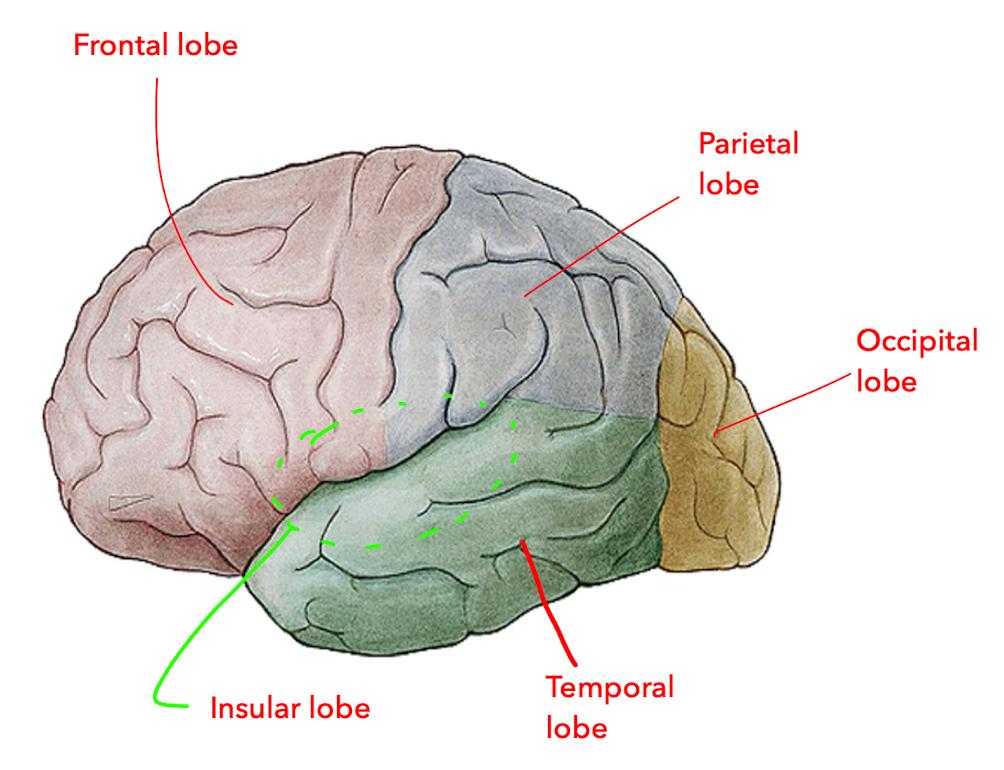 Frontal lobe
Parietal
lobe
Occipital
lobe
Insular lobe
Temporal
lobe